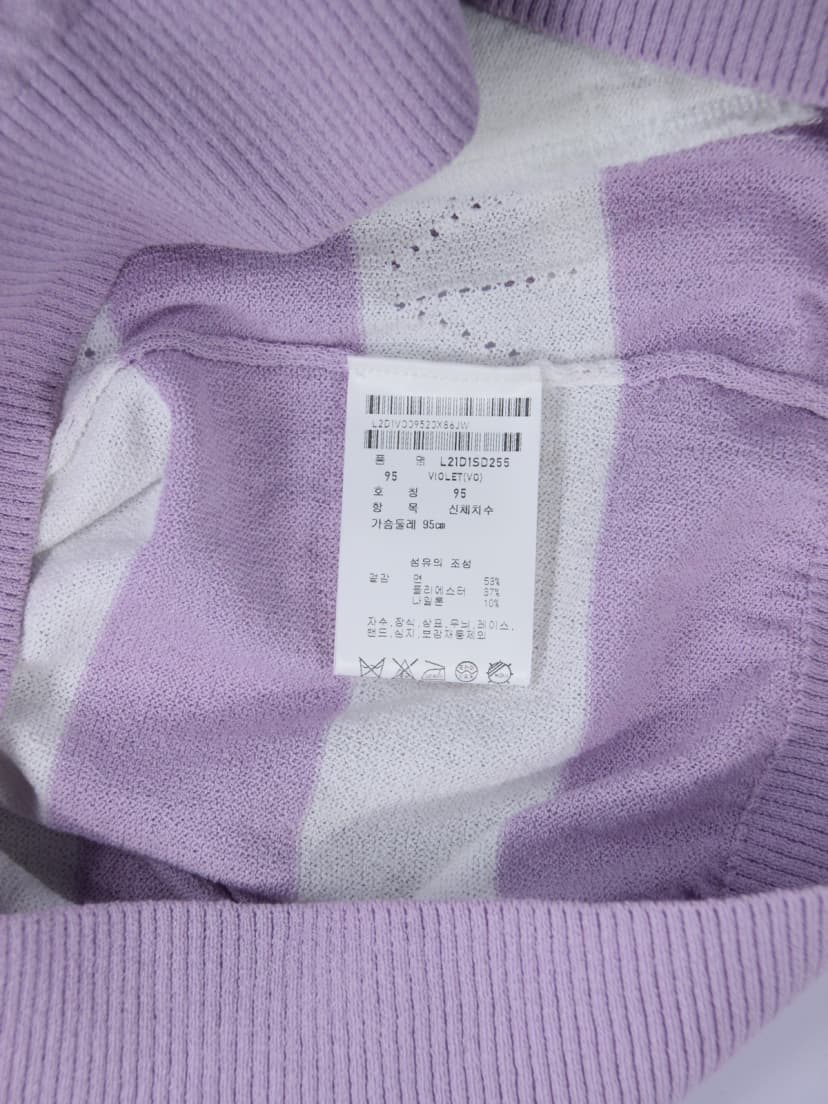 L2D1V009520X86JW
품 명 L21D1SD255
95 VIOLET(VO)
호 칭 95
항 목 신체치수
가슴둘레 95cm
섬유의 조성
겉감 면 53%
폴리에스터 37%
나일론 10%
자수,장식,상표,무늬,레이스,
밴드,심지,보강재등제외